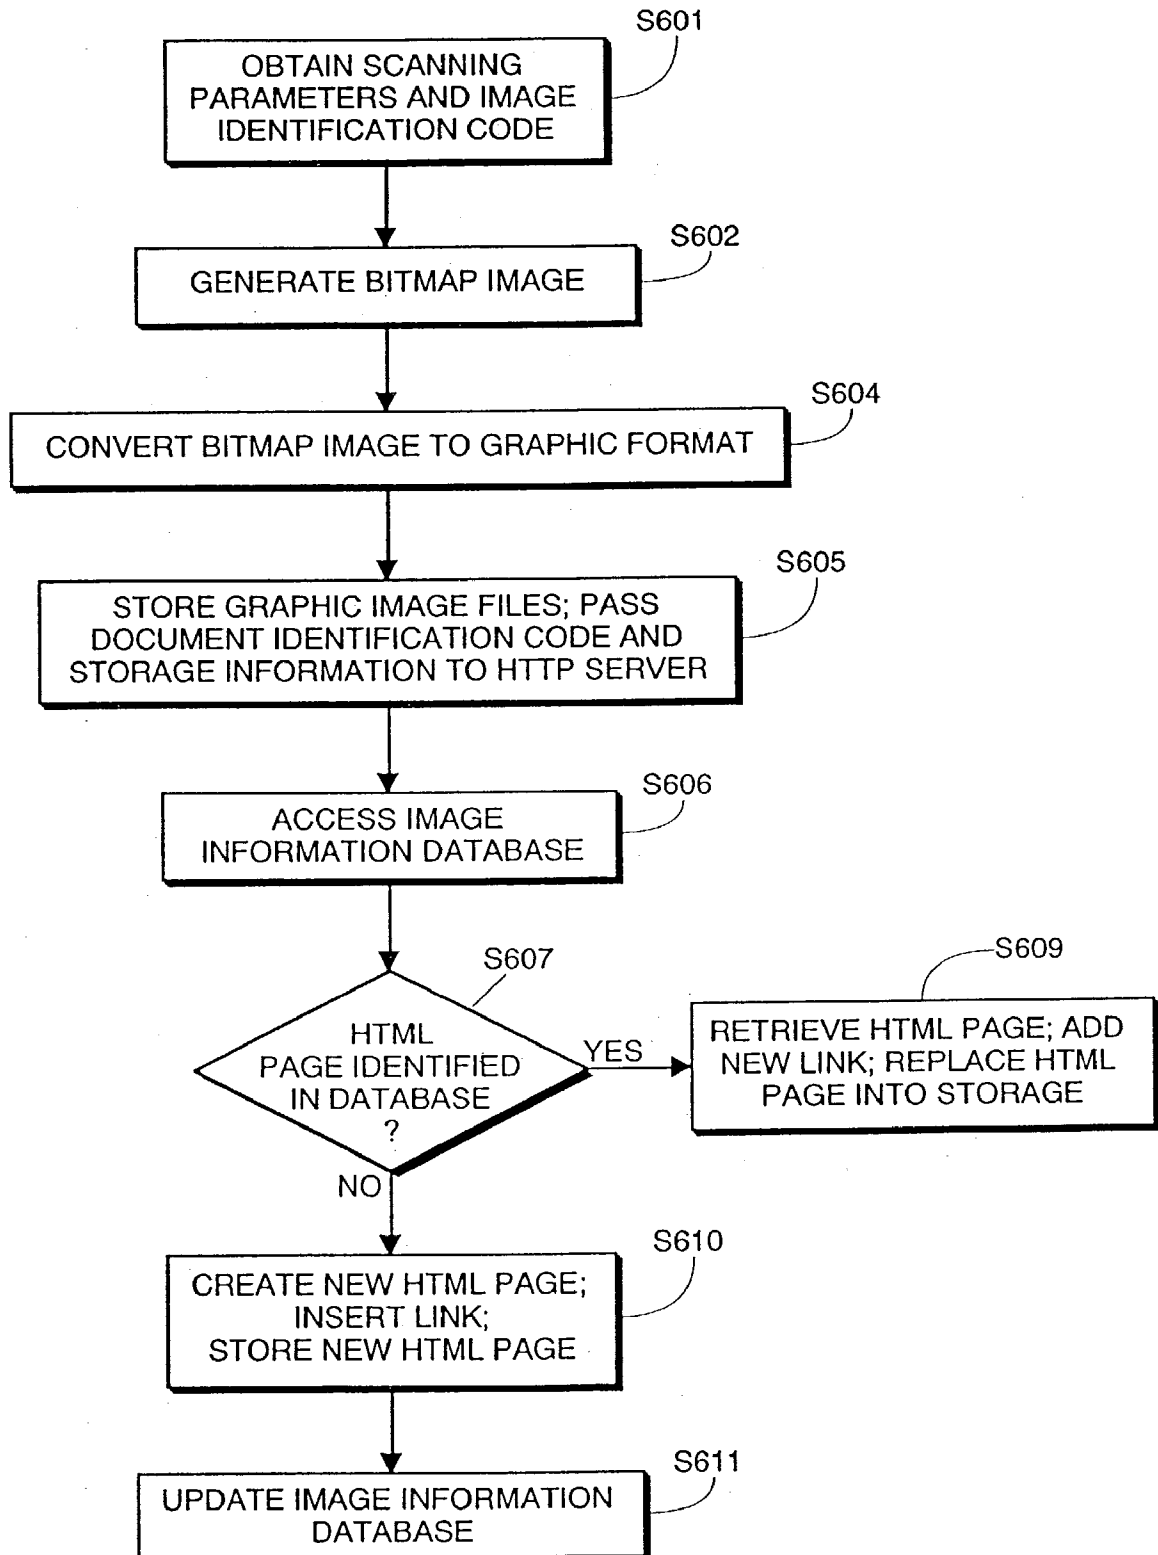 S601
OBTAIN SCANNING
PARAMETERS AND IMAGE
IDENTIFICATION CODE
S602
GENERATE BITMAP IMAGE
S604
CONVERT BITMAP IMAGE TO GRAPHIC FORMAT
S605
STORE GRAPHIC IMAGE FILES; PASS
DOCUMENT IDENTIFICATION CODE AND
STORAGE INFORMATION TO HTTP SERVER
S606
ACCESS IMAGE
INFORMATION DATABASE
S607
HTML
PAGE IDENTIFIED
IN DATABASE
?
YES
S609
RETRIEVE HTML PAGE; ADD
NEW LINK; REPLACE HTML
PAGE INTO STORAGE
NO
S610
CREATE NEW HTML PAGE;
INSERT LINK;
STORE NEW HTML PAGE
S611
UPDATE IMAGE INFORMATION
DATABASE